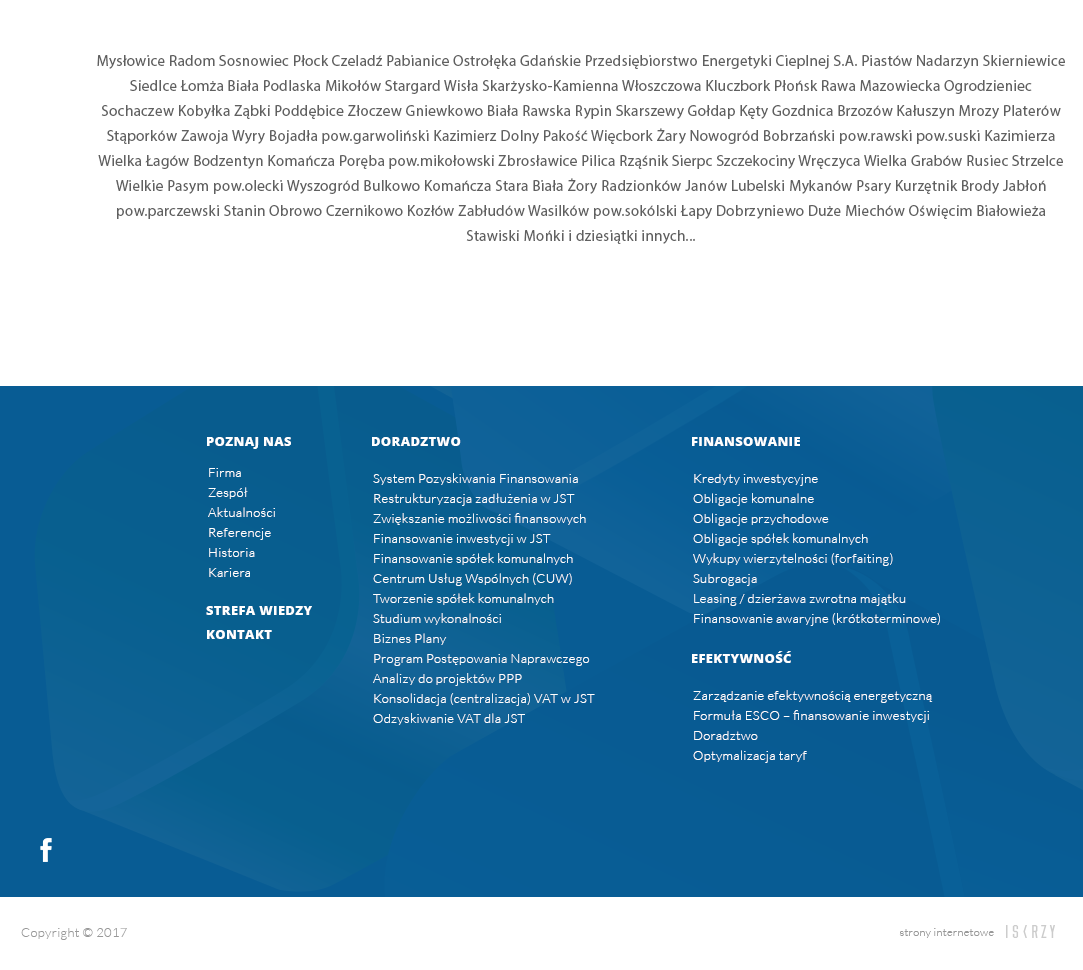 Mysłowice Radom Sosnowiec Płock Czeladź Pabianice Ostrołęka Gdańskie Przedsiębiorstwo Energetyki Cieplnej S.A. Piastów Nadarzyn Skierniewice
Siedlce Łomża Biała Podlaska Mikołów Stargard Wisła Skarżysko-Kamienna Włoszczowa Kluczbork Płońsk Rawa Mazowiecka Ogrodzieniec
Sochaczew Kobyłka Ząbki Poddębice Złoczew Gniewkowo Biała Rawska Rypin Skarszewy Gołdap Kęty Gozdnica Brzozów Kałuszyn Mrozy Platerów
Stąporków Zawoja Wyry Bojadła pow.garwoliński Kazimierz Dolny Pakość Więcbork Żary Nowogród Bobrzański pow.rawski pow.suski Kazimierza
Wielka Łagów Bodzentyn Komańcza Poręba pow.mikołowski Zbrosławice Pilica Rząśnik Sierpc Szczekociny Wręczyca Wielka Grabów Rusiec Strzelce
Wielkie Pasym pow.olecki Wyszogród Bulkowo Komańcza Stara Biała Żory Radzionków Janów Lubelski Mykanów Psary Kurzętnik Brody Jabłoń
pow.parczewski Stanin Obrowo Czernikowo Kozłów Zabłudów Wasilków pow.sokólski Łapy Dobrzyniewo Duże Miechów Oświęcim Białowieża
Stawiski Mońki i dziesiątki innych...
POZNAJ NAS
Firma
Zespół
Aktualności
Referencje
Historia
Kariera
STREFA WIEDZY
KONTAKT
DORADZTWO
System Pozyskiwania Finansowania
Restrukturyzacja zadłużenia w JST
Zwiększanie możliwości finansowych
Finansowanie inwestycji w JST
Finansowanie spółek komunalnych
Centrum Usług Wspólnych (CUW)
Tworzenie spółek komunalnych
Studium wykonalności
Biznes Plany
Program Postępowania Naprawczego
Analizy do projektów PPP
Konsolidacja (centralizacja) VAT w JST
Odzyskiwanie VAT dla JST
FINANSOWANIE
Kredyty inwestycyjne
Obligacje komunalne
Obligacje przychodowe
Obligacje spółek komunalnych
Wykupy wierzytelności (forfaiting)
Subrogacja
Leasing / dzierżawa zwrotna majątku
Finansowanie awaryjne (krótkoterminowe)
EFEKTYWNOŚĆ
Zarządzanie efektywnością energetyczną
Formuła ESCO – finansowanie inwestycji
Doradztwo
Optymalizacja taryf
f
Copyright © 2017
strony internetowe ISKRZY